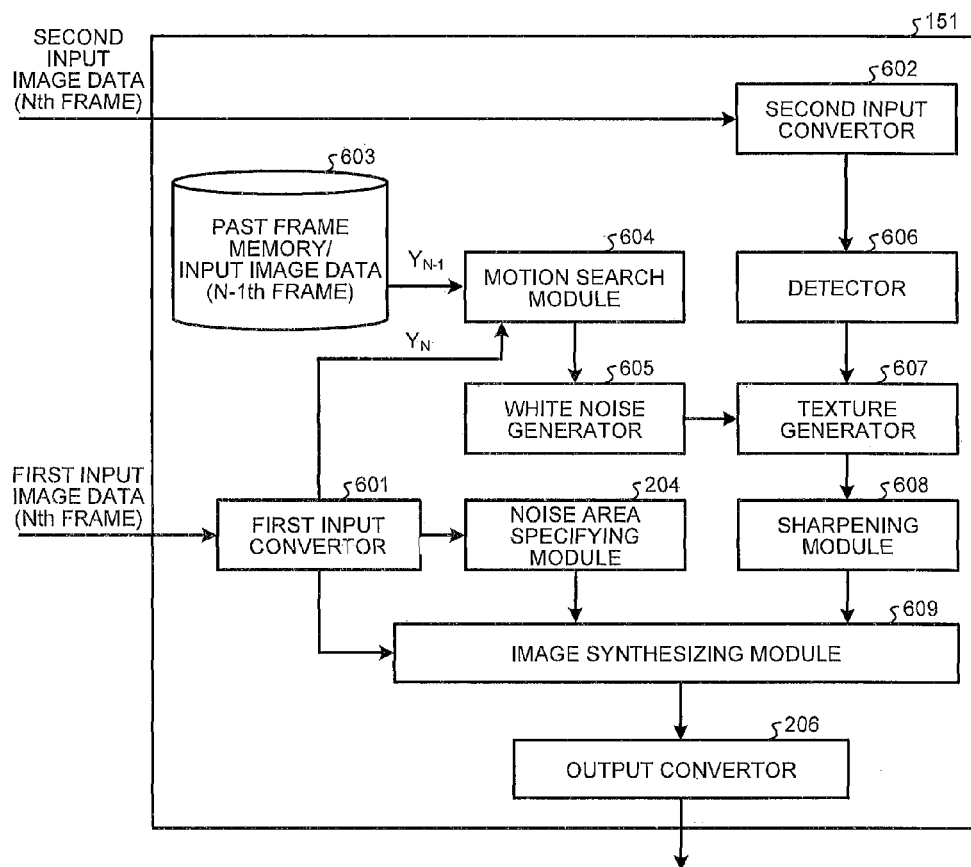 151
SECOND
INPUT
IMAGE DATA
(Nth FRAME)
602
SECOND INPUT
CONVERTOR
603
PAST FRAME
MEMORY/
INPUT IMAGE DATA
(N-1th FRAME)
YN-1
604
MOTION SEARCH
MODULE
606
DETECTOR
YN
605
WHITE NOISE
GENERATOR
607
TEXTURE
GENERATOR
FIRST INPUT
IMAGE DATA
(Nth FRAME)
601
FIRST INPUT
CONVERTOR
204
NOISE AREA
SPECIFYING
MODULE
608
SHARPENING
MODULE
609
IMAGE SYNTHESIZING MODULE
206
OUTPUT CONVERTOR